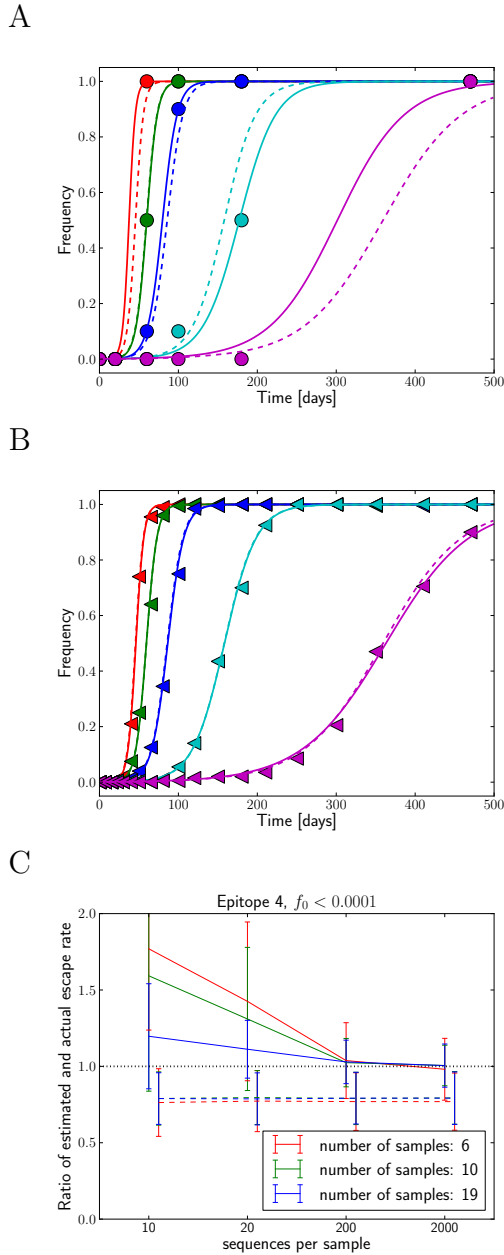 A
1.0
0.8
0.6
0.4
0.2
0.0
Frequency
0 100 200 300 400 500
Time [days]
B
1.0
0.8
0.6
0.4
0.2
0.0
Frequency
0 100 200 300 400 500
Time [days]
C
Epitope 4, f₀ < 0.0001
2.0
1.5
1.0
0.5
0.0
Ratio of estimated and actual escape rate
number of samples: 6
number of samples: 10
number of samples: 19
10 20 200 2000
sequences per sample